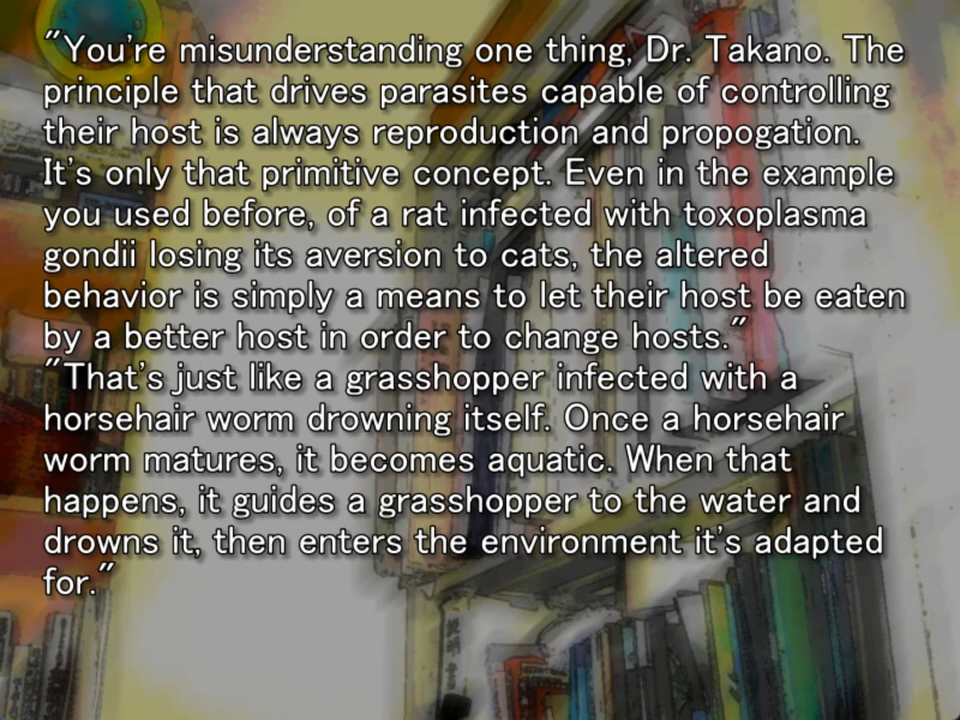 "You're misunderstanding one thing, Dr. Takano. The
principle that drives parasites capable of controlling
their host is always reproduction and propogation.
It's only that primitive concept. Even in the example
you used before, of a rat infected with toxoplasma
gondii losing its aversion to cats, the altered
behavior is simply a means to let their host be eaten
by a better host in order to change hosts."
"That's just like a grasshopper infected with a
horsehair worm drowning itself. Once a horsehair
worm matures, it becomes aquatic. When that
happens, it guides a grasshopper to the water and
drowns it, then enters the environment it's adapted
for."